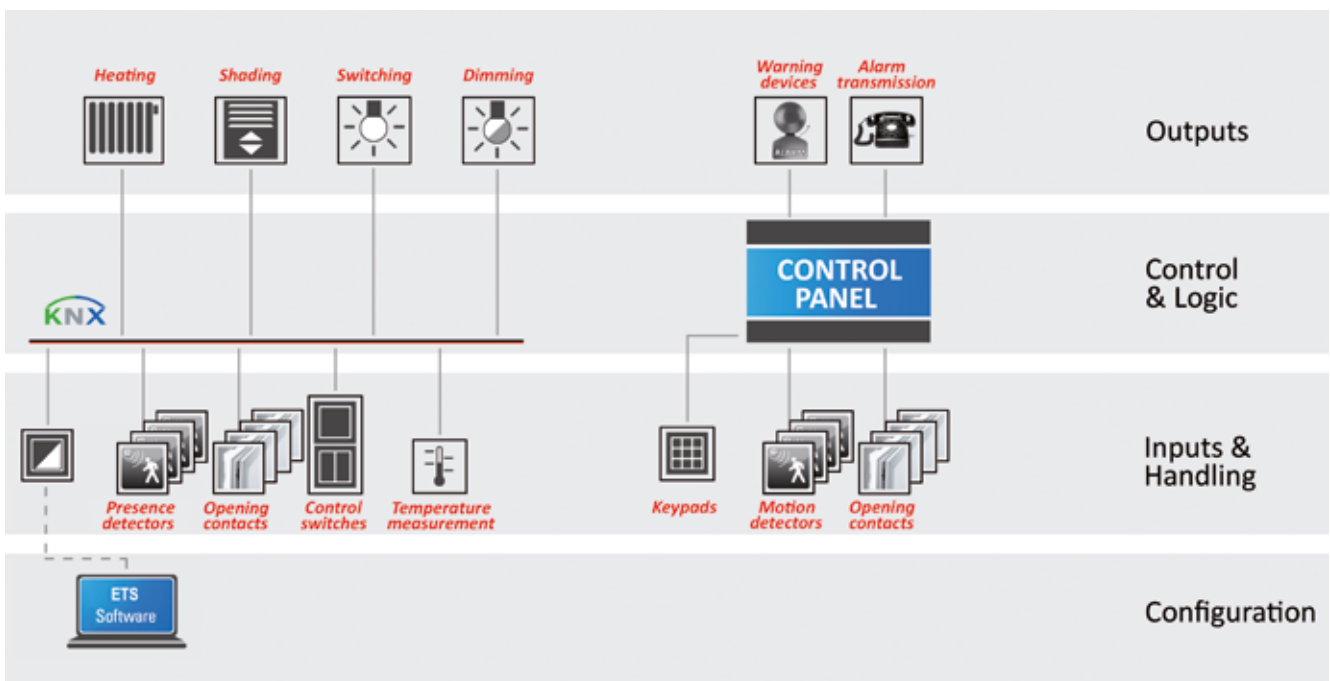 Heating
Shading
Switching
Dimming
Warning
devices
Alarm
transmission
Outputs
CONTROL
PANEL
Control
& Logic
KNX
Presence
detectors
Opening
contacts
Control
switches
Temperature
measurement
Keypads
Motion
detectors
Opening
contacts
Inputs &
Handling
ETS
Software
Configuration